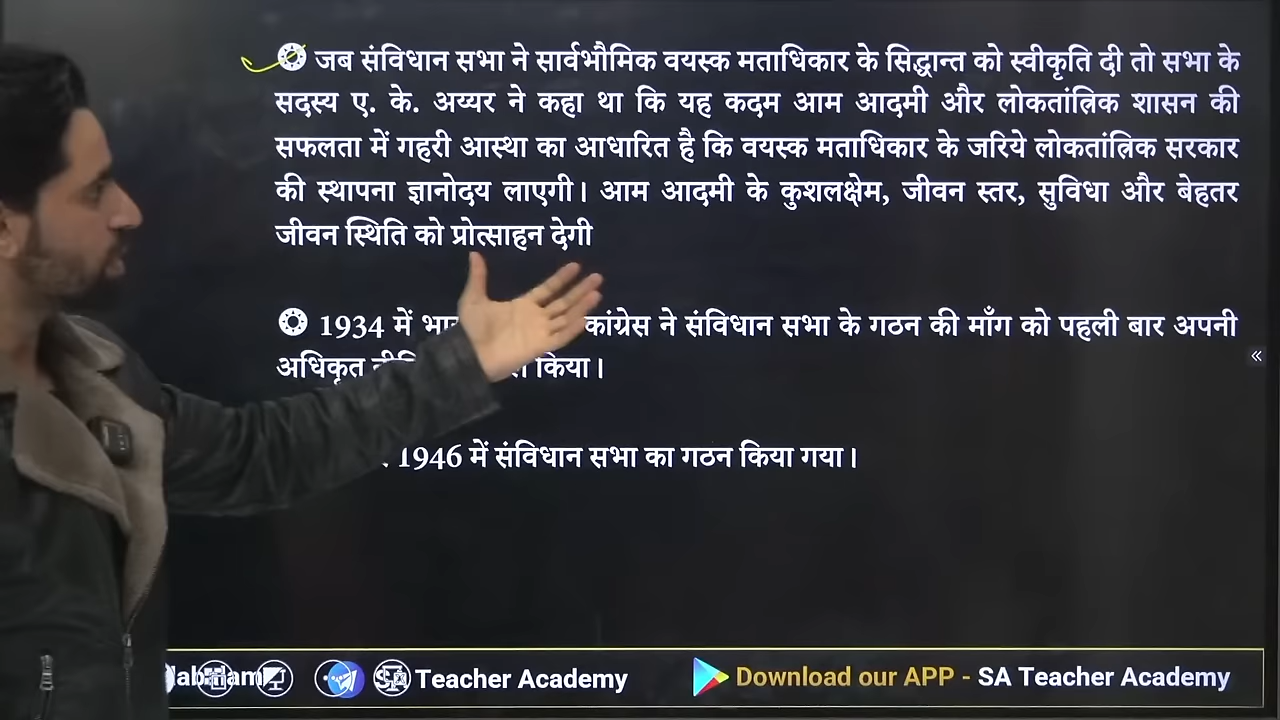 जब संविधान सभा ने सार्वभौमिक वयस्क मताधिकार के सिद्धान्त को स्वीकृति दी तो सभा के
सदस्य ए. के. अय्यर ने कहा था कि यह कदम आम आदमी और लोकतांत्रिक शासन की
सफलता में गहरी आस्था का आधारित है कि वयस्क मताधिकार के जरिये लोकतांत्रिक सरकार
की स्थापना ज्ञानोदय लाएगी। आम आदमी के कुशलक्षेम, जीवन स्तर, सुविधा और बेहतर
जीवन स्थिति को प्रोत्साहन देगी
1934 में कांग्रेस ने संविधान सभा के गठन की माँग को पहली बार अपनी
अधिकृत किया।
1946 में संविधान सभा का गठन किया गया।
Teacher Academy
Download our APP - SA Teacher Academy